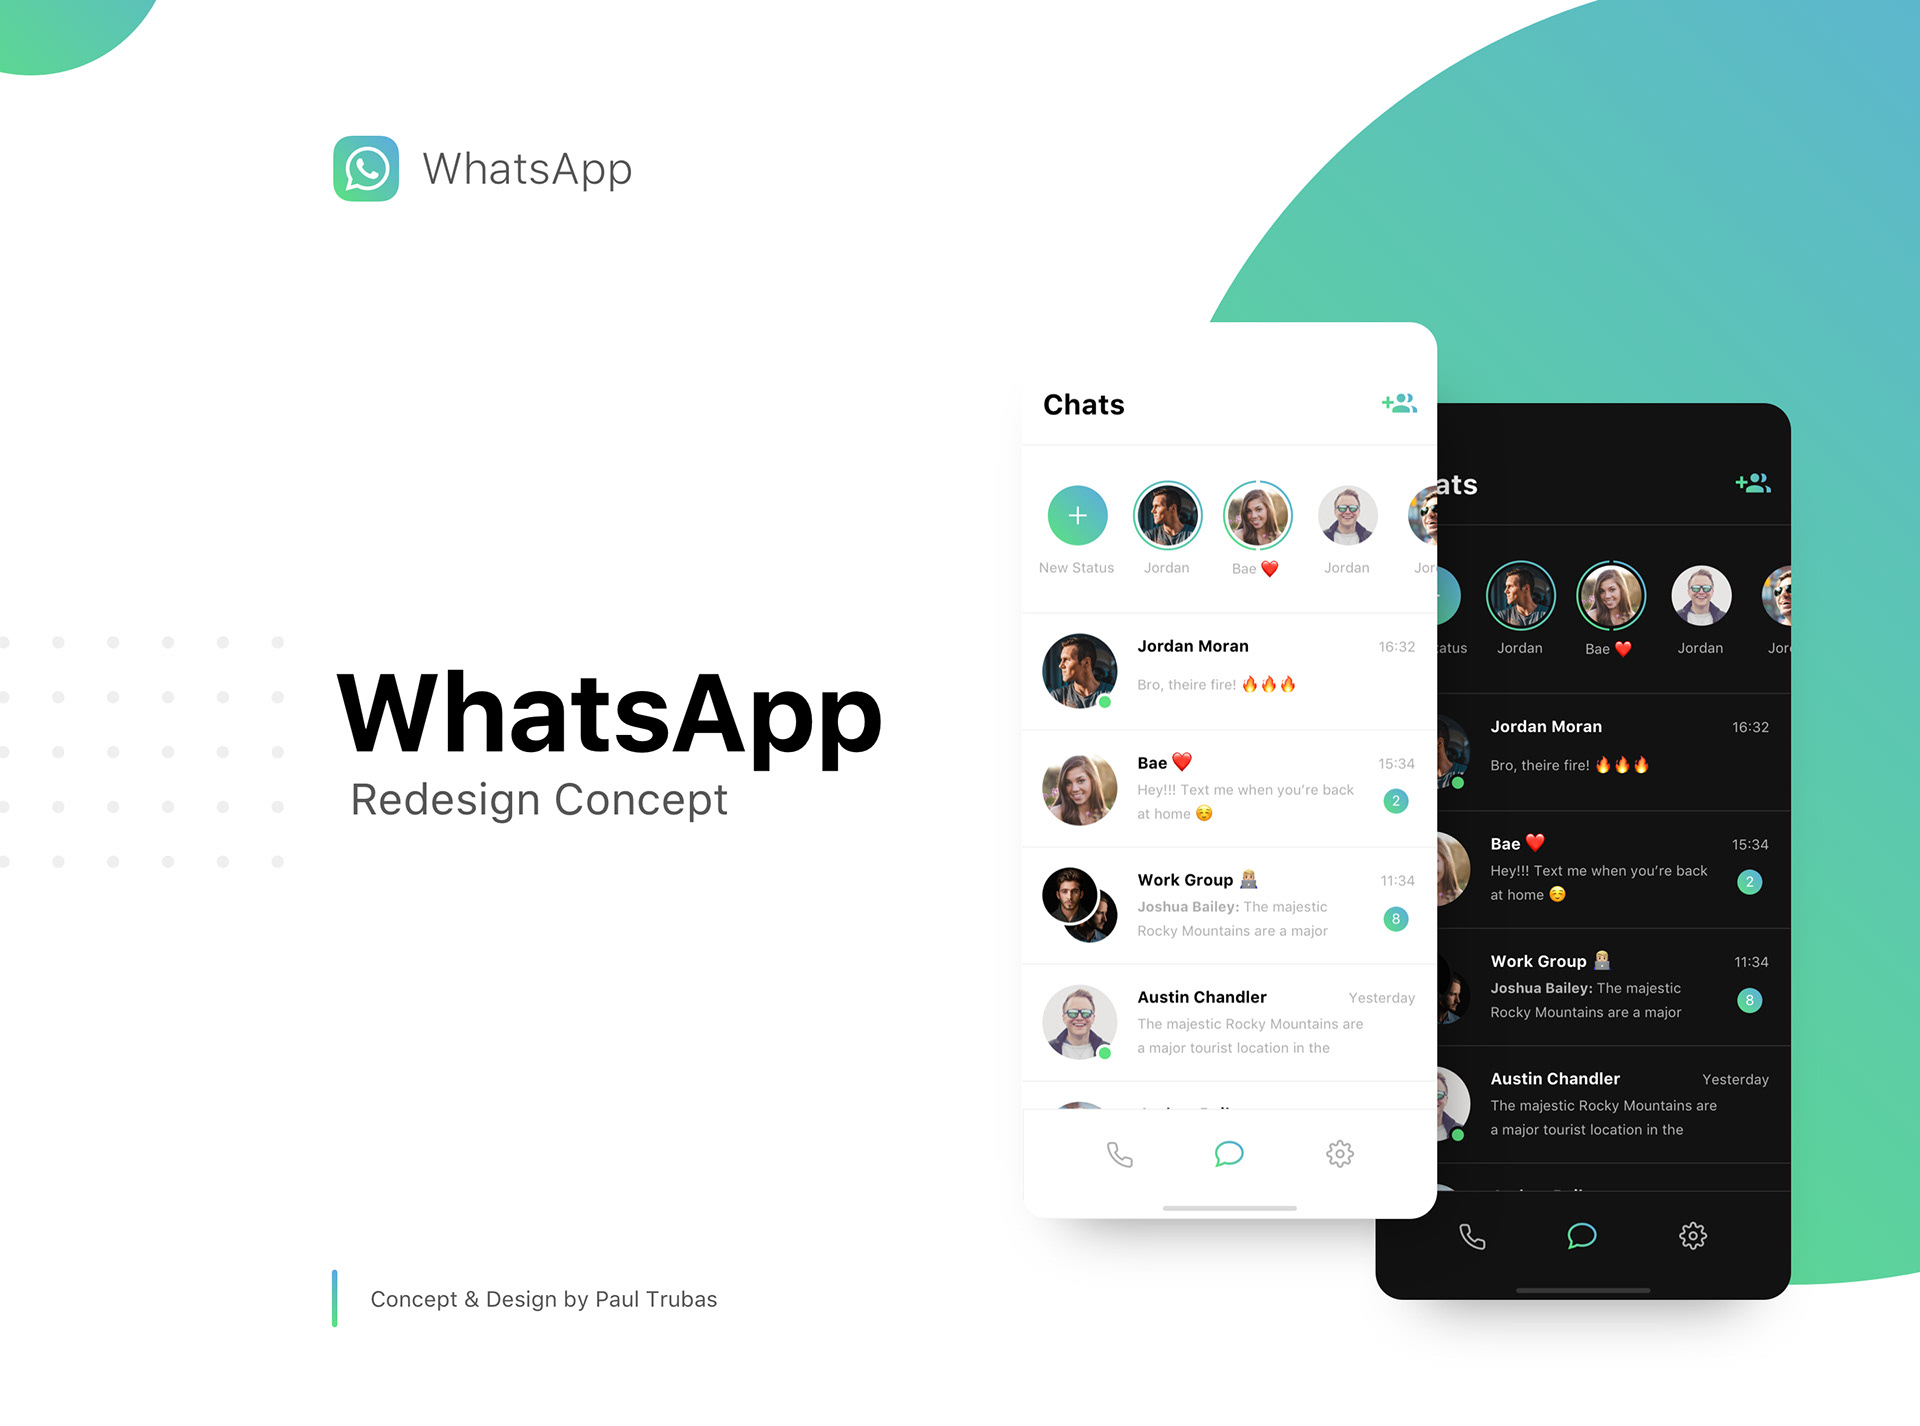 WhatsApp
WhatsApp
Redesign Concept
Concept & Design by Paul Trubas
Chats
New Status
Jordan
Bae ❤️
Jordan
Jor
Jordan Moran
16:32
Bro, theire fire! 🔥🔥🔥
Bae ❤️
15:34
Hey!!! Text me when you’re back
2
at home ☺️
Work Group 👨🏼‍💻
11:34
Joshua Bailey: The majestic
8
Rocky Mountains are a major
Austin Chandler
Yesterday
The majestic Rocky Mountains are
a major tourist location in the
ats
tatus
Jordan
Bae ❤️
Jordan
Jor
Jordan Moran
16:32
Bro, theire fire! 🔥🔥🔥
Bae ❤️
15:34
Hey!!! Text me when you’re back
2
at home ☺️
Work Group 👨🏼‍💻
11:34
Joshua Bailey: The majestic
8
Rocky Mountains are a major
Austin Chandler
Yesterday
The majestic Rocky Mountains are
a major tourist location in the